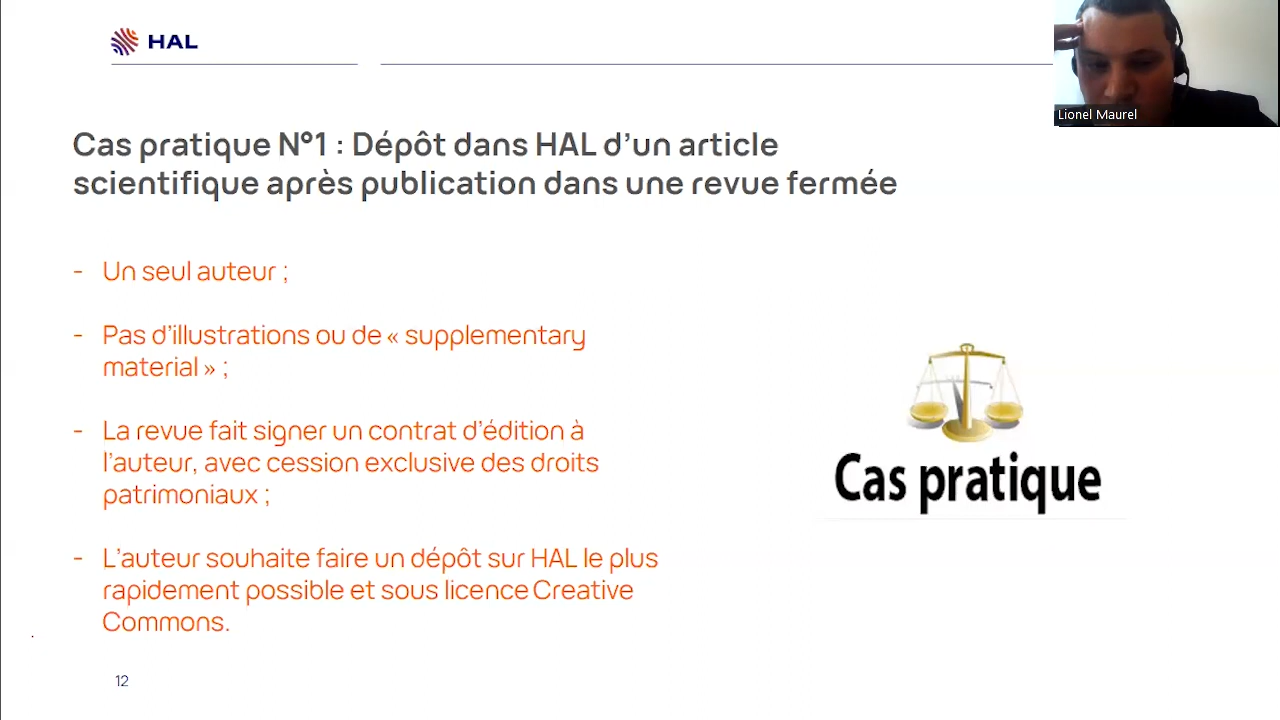 HAL
Lionel Maurel
Cas pratique N°1 : Dépôt dans HAL d’un article
scientifique après publication dans une revue fermée
- Un seul auteur ;
- Pas d’illustrations ou de « supplementary
material » ;
- La revue fait signer un contrat d’édition à
l’auteur, avec cession exclusive des droits
patrimoniaux ;
- L’auteur souhaite faire un dépôt sur HAL le plus
rapidement possible et sous licence Creative
Commons.
Cas pratique
12